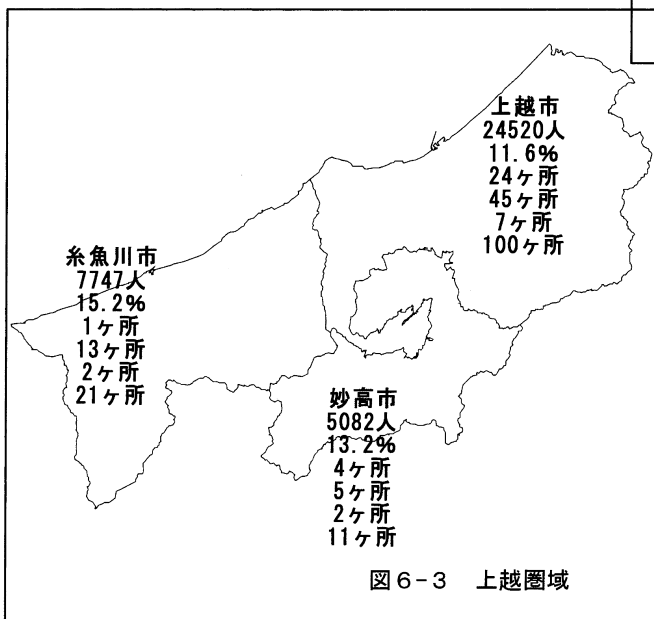 上越市
24520人
11.6%
24ヶ所
45ヶ所
7ヶ所
100ヶ所
糸魚川市
7747人
15.2%
1ヶ所
13ヶ所
2ヶ所
21ヶ所
妙高市
5082人
13.2%
4ヶ所
5ヶ所
2ヶ所
11ヶ所
図6-3 上越圏域